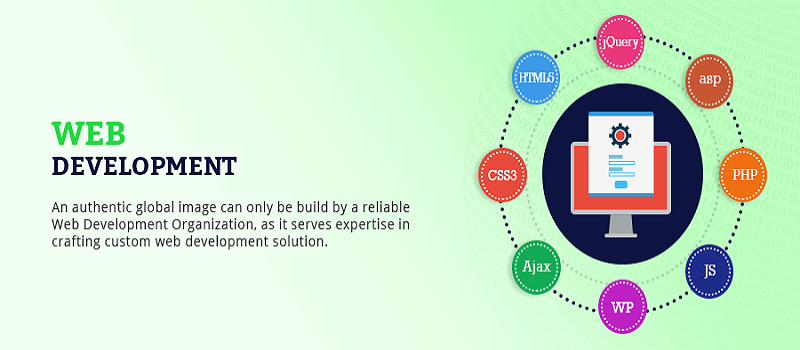 WEB
DEVELOPMENT
An authentic global image can only be build by a reliable
Web Development Organization, as it serves expertise in
crafting custom web development solution.
jQuery
HTML5
asp
CSS3
PHP
Ajax
JS
WP